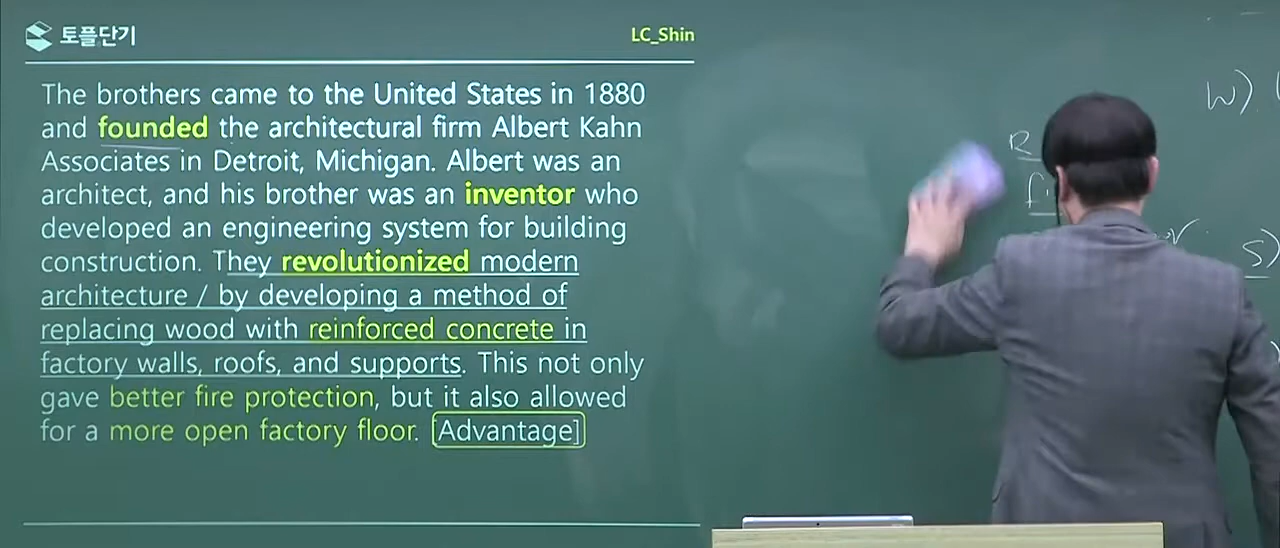 토플단기
LC_Shin
The brothers came to the United States in 1880
and founded the architectural firm Albert Kahn
Associates in Detroit, Michigan. Albert was an
architect, and his brother was an inventor who
developed an engineering system for building
construction. They revolutionized modern
architecture / by developing a method of
replacing wood with reinforced concrete in
factory walls, roofs, and supports. This not only
gave better fire protection, but it also allowed
for a more open factory floor. [Advantage]
W)
R
S)